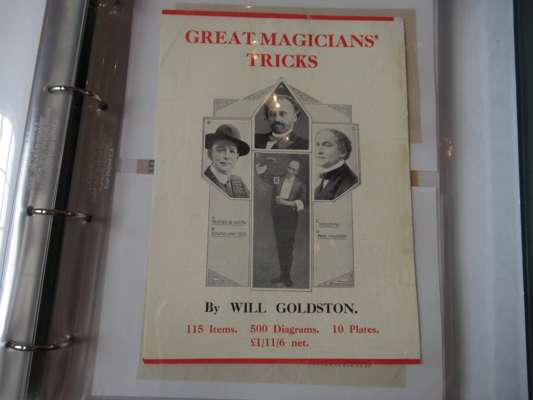 GREAT MAGICIANS'
TRICKS
By WILL GOLDSTON.
115 Items. 500 Diagrams. 10 Plates.
£1/11/6 net.